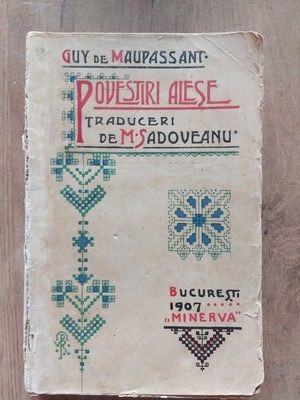 GUY DE MAUPASSANT·
POVESTIRI ALESE
TRADUCERI
DE M·SADOVEANU·
BUCUREȘTI
1907 ·····
„MINERVA"